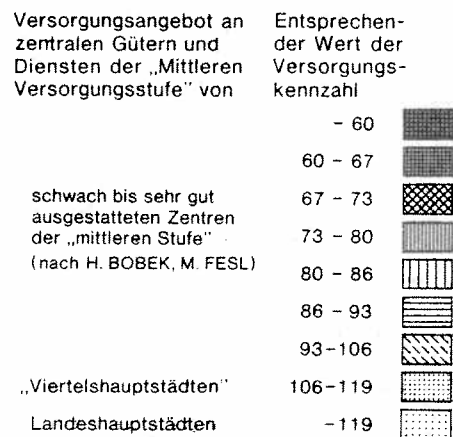 Versorgungsangebot an
zentralen Gütern und
Diensten der „Mittleren
Versorgungsstufe" von
Entsprechen-
der Wert der
Versorgungs-
kennzahl
- 60
60 - 67
schwach bis sehr gut
ausgestatteten Zentren
der „mittleren Stufe"
(nach H. BOBEK, M. FESL)
67 - 73
73 - 80
80 - 86
86 - 93
93-106
„Viertelshauptstädten" 106-119
Landeshauptstädten -119